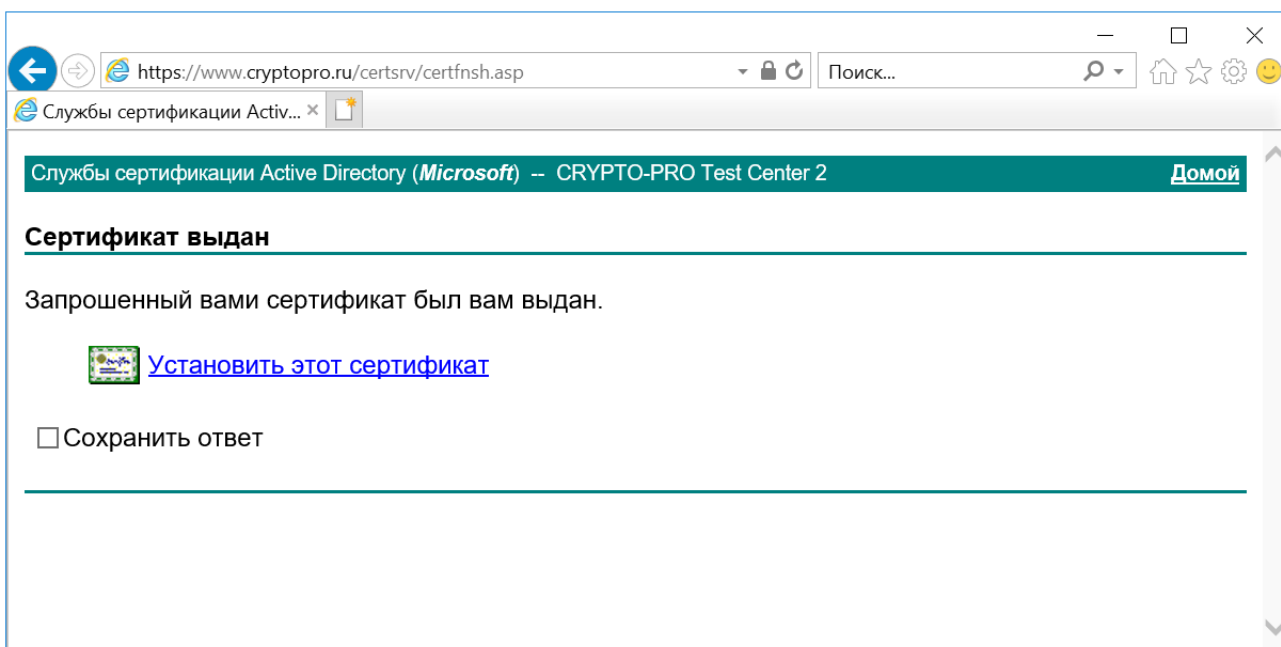 https://www.cryptopro.ru/certsrv/certfnsh.asp
Поиск...
Службы сертификации Activ...
Службы сертификации Active Directory (Microsoft) -- CRYPTO-PRO Test Center 2
Домой
Сертификат выдан
Запрошенный вами сертификат был вам выдан.
Установить этот сертификат
Сохранить ответ